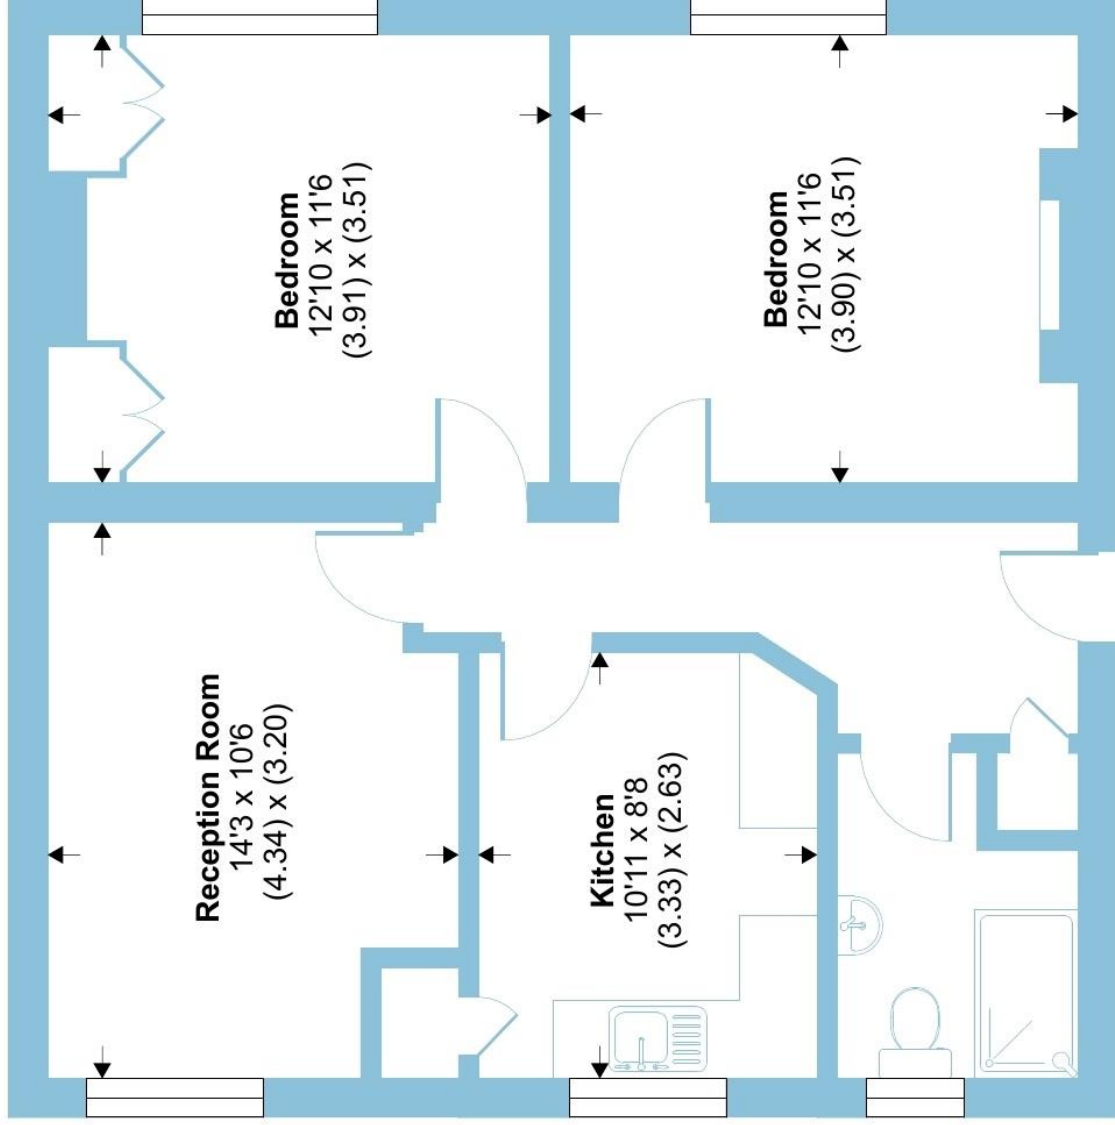 Bedroom
12'10 x 11'6
(3.91) x (3.51)
Bedroom
12'10 x 11'6
(3.90) x (3.51)
Reception Room
14'3 x 10'6
(4.34) x (3.20)
Kitchen
10'11 x 8'8
(3.33) x (2.63)